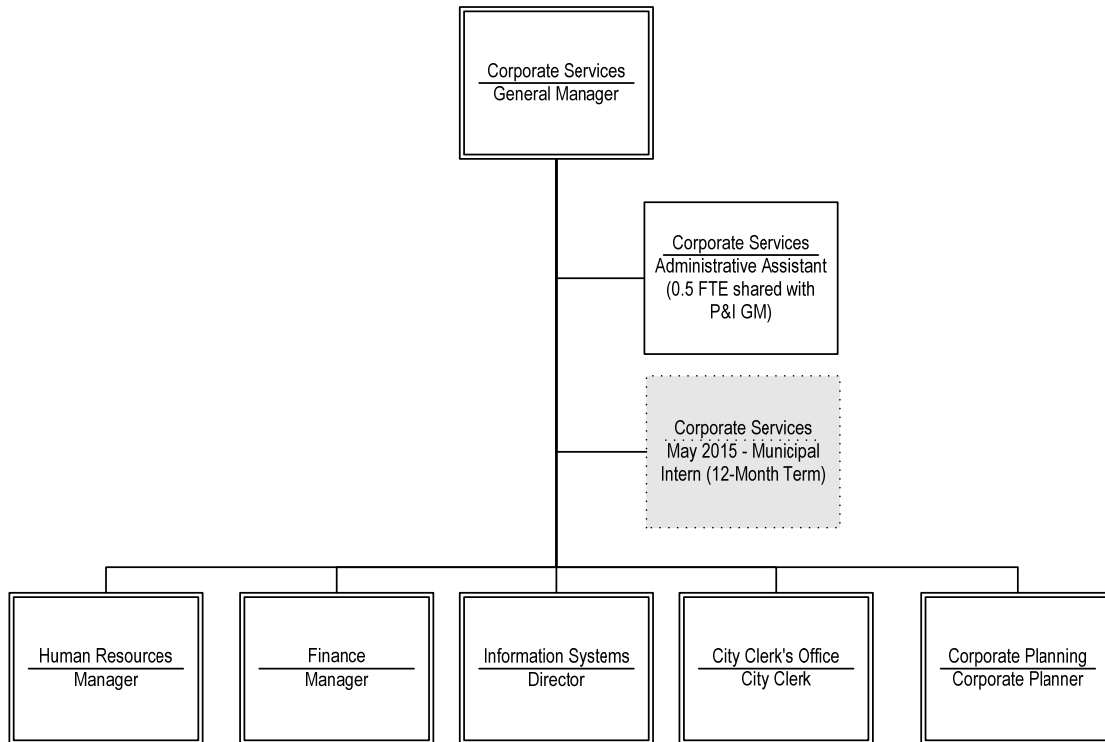 Corporate Services
General Manager
Corporate Services
Administrative Assistant
(0.5 FTE shared with
P&I GM)
Corporate Services
May 2015 - Municipal
Intern (12-Month Term)
Human Resources
Manager
Finance
Manager
Information Systems
Director
City Clerk's Office
City Clerk
Corporate Planning
Corporate Planner